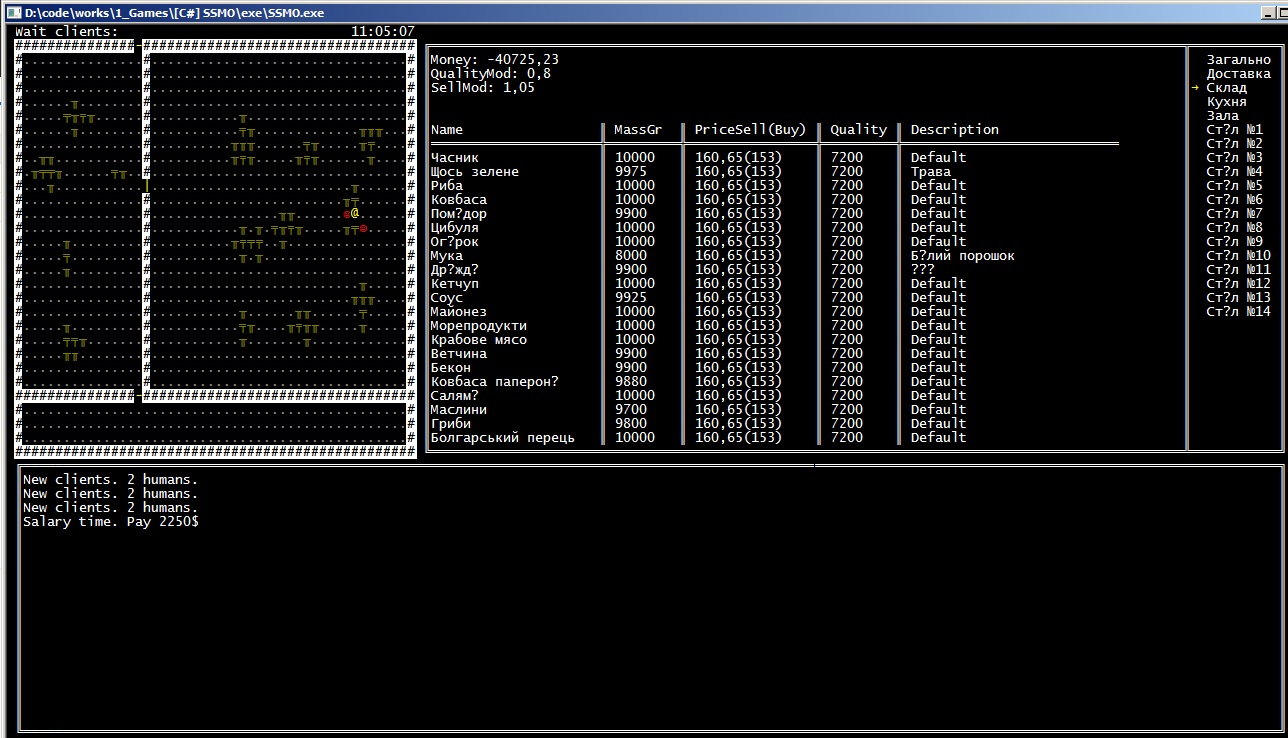 D:\code\works\1_Games\[C#] SSMO\exe\SSMO.exe
Wait clients: 11:05:07
Money: -40725,23
QualityMod: 0,8
SellMod: 1,05
Name MassGr PriceSell(Buy) Quality Description
Часник 10000 160,65(153) 7200 Default
Щось зелене 9975 160,65(153) 7200 Трава
Риба 10000 160,65(153) 7200 Default
Ковбаса 10000 160,65(153) 7200 Default
Пом?дор 9900 160,65(153) 7200 Default
Цибуля 10000 160,65(153) 7200 Default
Ог?рок 10000 160,65(153) 7200 Default
Мука 8000 160,65(153) 7200 Б?лий порошок
Др?жд? 9900 160,65(153) 7200 ???
Кетчуп 10000 160,65(153) 7200 Default
Соус 9925 160,65(153) 7200 Default
Майонез 10000 160,65(153) 7200 Default
Морепродукти 10000 160,65(153) 7200 Default
Крабове мясо 10000 160,65(153) 7200 Default
Ветчина 9900 160,65(153) 7200 Default
Бекон 9900 160,65(153) 7200 Default
Ковбаса паперон? 9880 160,65(153) 7200 Default
Салям? 10000 160,65(153) 7200 Default
Маслини 9700 160,65(153) 7200 Default
Гриби 9800 160,65(153) 7200 Default
Болгарський перець 10000 160,65(153) 7200 Default
Загально
Доставка
→ Склад
Кухня
Зала
Ст?л №1
Ст?л №2
Ст?л №3
Ст?л №4
Ст?л №5
Ст?л №6
Ст?л №7
Ст?л №8
Ст?л №9
Ст?л №10
Ст?л №11
Ст?л №12
Ст?л №13
Ст?л №14
New clients. 2 humans.
New clients. 2 humans.
New clients. 2 humans.
Salary time. Pay 2250$